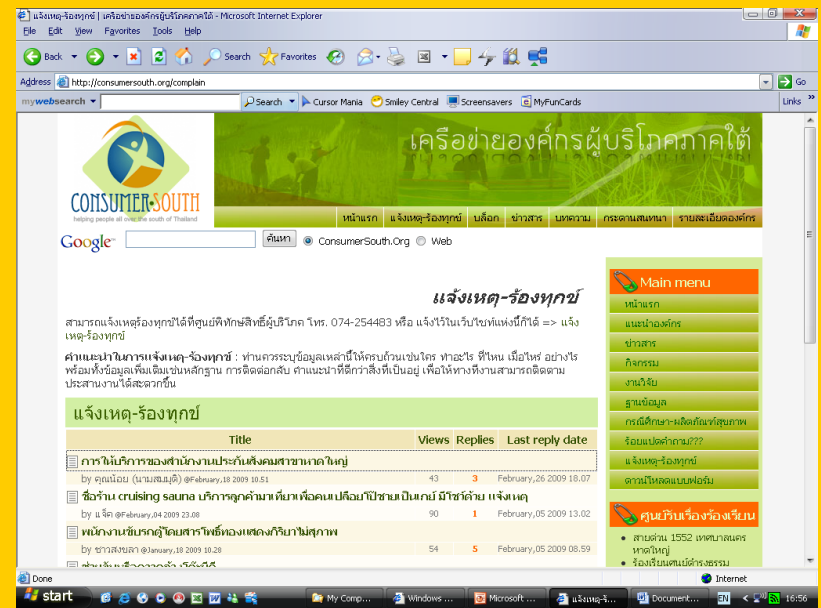 แจ้งเหตุ-ร้องทุกข์ | เครือข่ายองค์กรผู้บริโภคภาคใต้ - Microsoft Internet Explorer
File Edit View Favorites Tools Help
Back Search Favorites
Address http://consumersouth.org/complain Go
mywebsearch Search Cursor Mania Smiley Central Screensavers MyFunCards Links
เครือข่ายองค์กรผู้บริโภคภาคใต้
CONSUMER-SOUTH
helping people all over the south of Thailand
หน้าแรก แจ้งเหตุ-ร้องทุกข์ บล็อก ข่าวสาร บทความ กระดานสนทนา รายละเอียดองค์กร
Google ค้นหา ConsumerSouth.Org Web
แจ้งเหตุ-ร้องทุกข์
สามารถแจ้งเหตุร้องทุกข์ได้ที่ศูนย์พิทักษ์สิทธิ์ผู้บริโภค โทร. 074-254483 หรือ แจ้งไว้ในเว็บไซท์แห่งนี้ก็ได้ => แจ้ง
เหตุ-ร้องทุกข์
คำแนะนำในการแจ้งเหตุ-ร้องทุกข์ : ท่านควรระบุข้อมูลเหล่านี้ให้ครบถ้วนเช่นใคร ทำอะไร ที่ไหน เมื่อไหร่ อย่างไร
พร้อมทั้งข้อมูลเพิ่มเติมเช่นหลักฐาน การติดต่อกลับ คำแนะนำที่ดีกว่าสิ่งที่เป็นอยู่ เพื่อให้ทางทีมงานสามารถติดตาม
ประสานงานได้สะดวกขึ้น
แจ้งเหตุ-ร้องทุกข์
Title Views Replies Last reply date
การให้บริการของสำนักงานประกันสังคมสาขาหาดใหญ่
by คุณน้อย (นามสมมุติ) @February,18 2009 10.51 43 3 February,26 2009 18.07
ชื่อร้าน cruising sauna บริการลูกค้ามาเที่ยวเพื่อคนเปลือยโป๊ชายเป็นเกย์ มีโชว์ด้วย แจ้งเหตุ
by แจ๊ค @February,04 2009 23.08 90 1 February,05 2009 13.02
พนักงานขับรถตู้โดยสารโพธิ์ทองแสดงกิริยาไม่สุภาพ
by ชาวสงขลา @January,18 2009 10.28 54 5 February,05 2009 08.59
Main menu
หน้าแรก
แนะนำองค์กร
ข่าวสาร
กิจกรรม
งานวิจัย
ฐานข้อมูล
กรณีศึกษา-ผลิตภัณฑ์สุขภาพ
ร้อยแปดคำถาม???
แจ้งเหตุ-ร้องทุกข์
ดาวน์โหลดแบบฟอร์ม
ศูนย์รับเรื่องร้องเรียน
สายด่วน 1552 เทศบาลนคร
หาดใหญ่
ร้องเรียนศูนย์ดำรงธรรม
Done Internet
start My Comp... Windows ... Microsoft ... แจ้งเหตุ-ร้... Document... EN 16:56